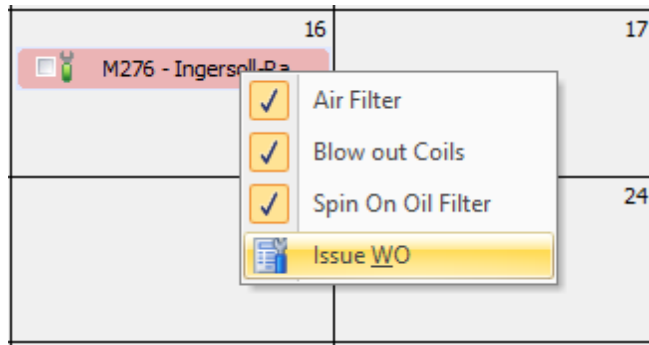 16
17
M276 - Ingersoll-Ra
Air Filter
Blow out Coils
Spin On Oil Filter
24
Issue WO